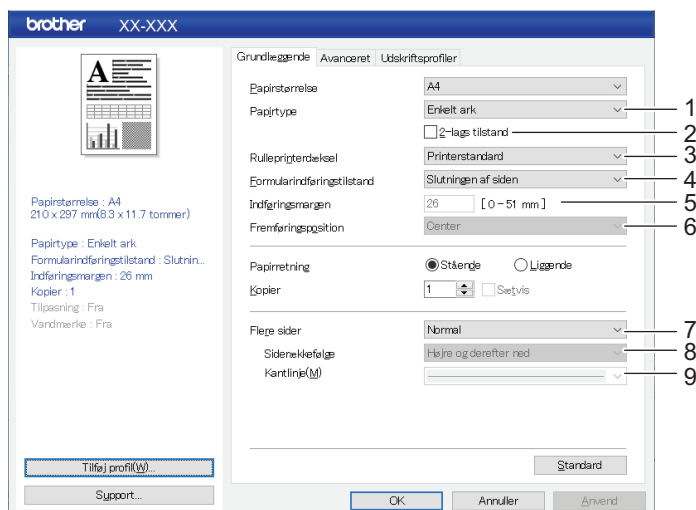 brother XX-XXX
Grundlæggende Avanceret Udskriftsprofiler
Papirstørrelse A4
Papirtype Enkelt ark 1
2-lags tilstand 2
Rulleprinterdæksel Printerstandard 3
Formularindføringstilstand Slutningen af siden 4
Indføringsmargen 26 [ 0 - 51 mm ] 5
Fremføringsposition Center 6
Papirretning Stående Liggende
Kopier 1 Sætvis
Flere sider Normal 7
Siderækkefølge Højre og derefter ned 8
Kantlinje(M) 9
Standard
OK Annuller Anvend
A
Papirstørrelse : A4
210 x 297 mm(8.3 x 11.7 tommer)
Papirtype : Enkelt ark
Formularindføringstilstand : Slutnin...
Indføringsmargen : 26 mm
Kopier : 1
Tilpasning : Fra
Vandmærke : Fra
Tilføj profil(W)...
Support...